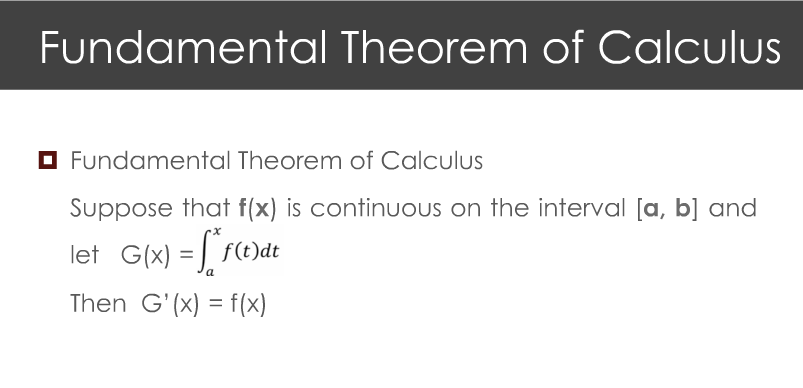 Fundamental Theorem of Calculus
Fundamental Theorem of Calculus
Suppose that f(x) is continuous on the interval [a, b] and
let G(x) = ∫ₐˣ f(t)dt
Then G'(x) = f(x)